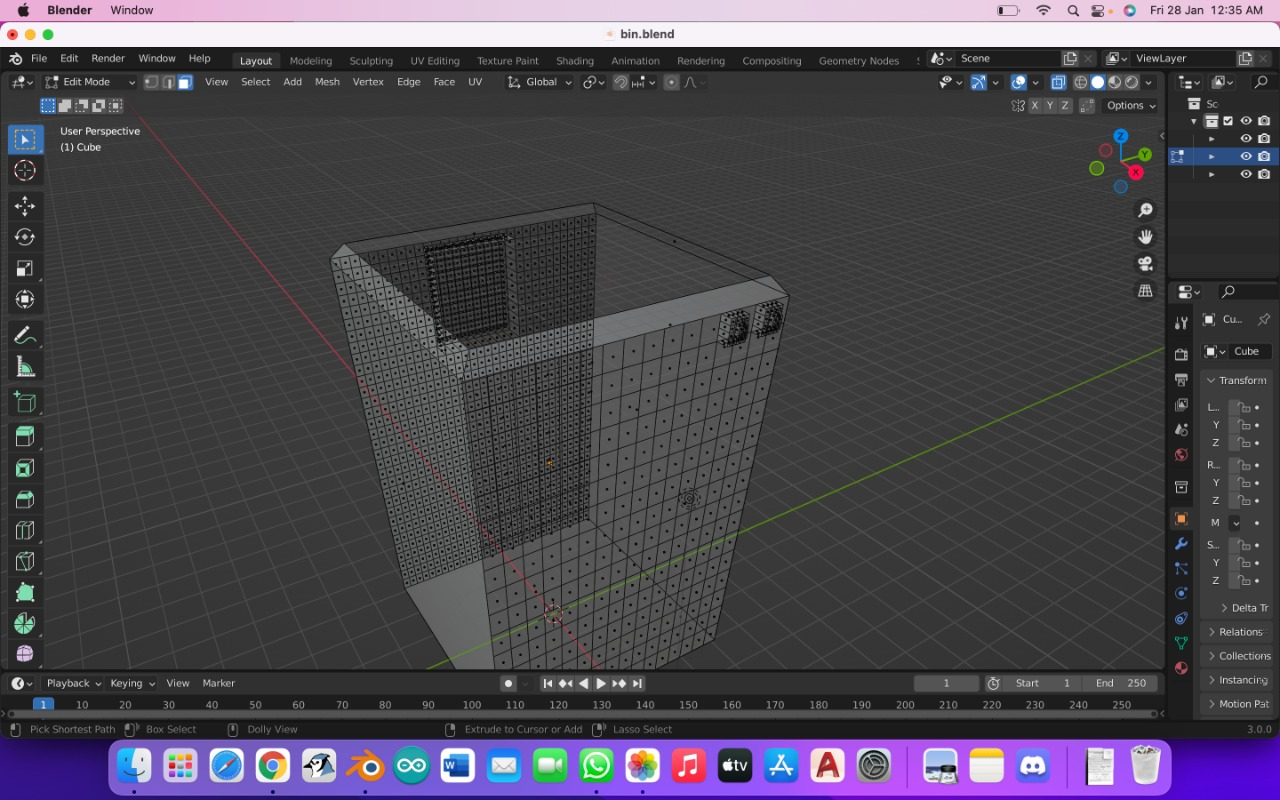 Blender Window Fri 28 Jan 12:35 AM
bin.blend
File Edit Render Window Help Layout Modeling Sculpting UV Editing Texture Paint Shading Animation Rendering Compositing Geometry Nodes Scene ViewLayer
Edit Mode View Select Add Mesh Vertex Edge Face UV Global
X Y Z Options
User Perspective
(1) Cube
Z
Y
X
Sc
Cu...
Cube
Transform
L...
Y
Z
R...
Y
Z
M
S...
Y
Z
Delta Tr
Relations
Collections
Instancing
Motion Pat
Playback Keying View Marker 1 Start 1 End 250
1 10 20 30 40 50 60 70 80 90 100 110 120 130 140 150 160 170 180 190 200 210 220 230 240 250
Pick Shortest Path Box Select Dolly View Extrude to Cursor or Add Lasso Select 3.0.0
W tv A